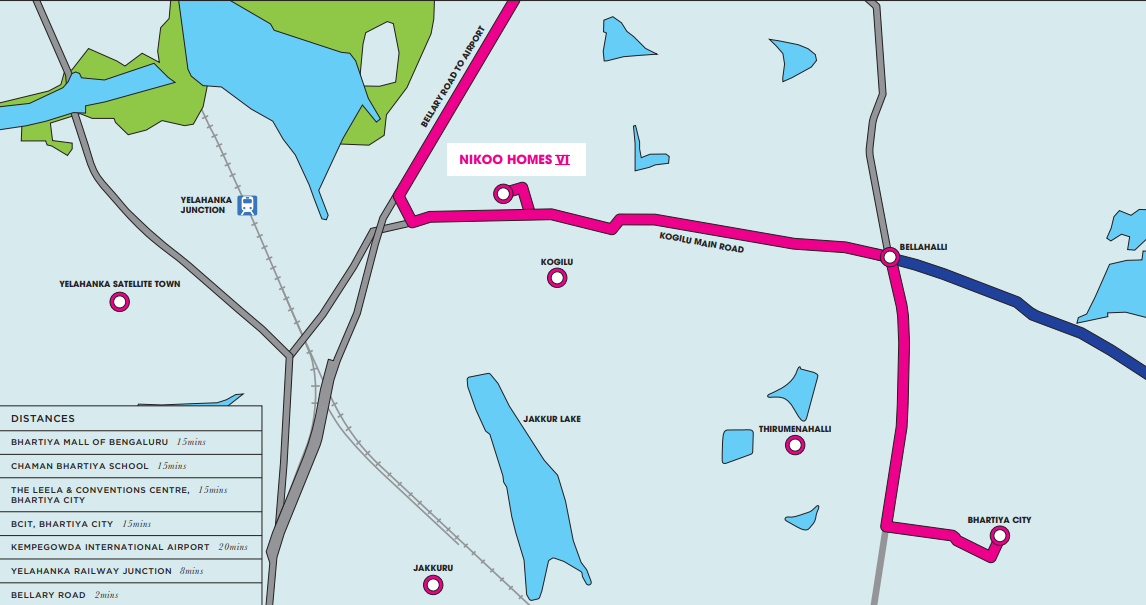 BELLARY ROAD TO AIRPORT
NIKOO HOMES VI
YELAHANKA
JUNCTION
KOGILU MAIN ROAD
BELLAHALLI
KOGILU
YELAHANKA SATELLITE TOWN
JAKKUR LAKE
THIRUMENAHALLI
BHARTIYA CITY
JAKKURU
DISTANCES
BHARTIYA MALL OF BENGALURU 15mins
CHAMAN BHARTIYA SCHOOL 15mins
THE LEELA & CONVENTIONS CENTRE, 15mins
BHARTIYA CITY
BCIT, BHARTIYA CITY 15mins
KEMPEGOWDA INTERNATIONAL AIRPORT 20mins
YELAHANKA RAILWAY JUNCTION 8mins
BELLARY ROAD 2mins